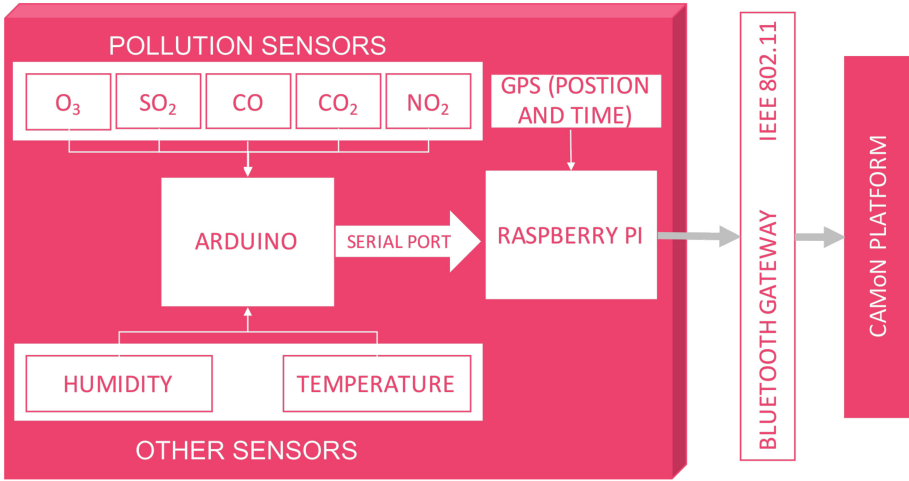 POLLUTION SENSORS
O₃
SO₂
CO
CO₂
NO₂
GPS (POSTION
AND TIME)
ARDUINO
SERIAL PORT
RASPBERRY PI
HUMIDITY
TEMPERATURE
OTHER SENSORS
BLUETOOTH GATEWAY
IEEE 802.11
CAMoN PLATFORM